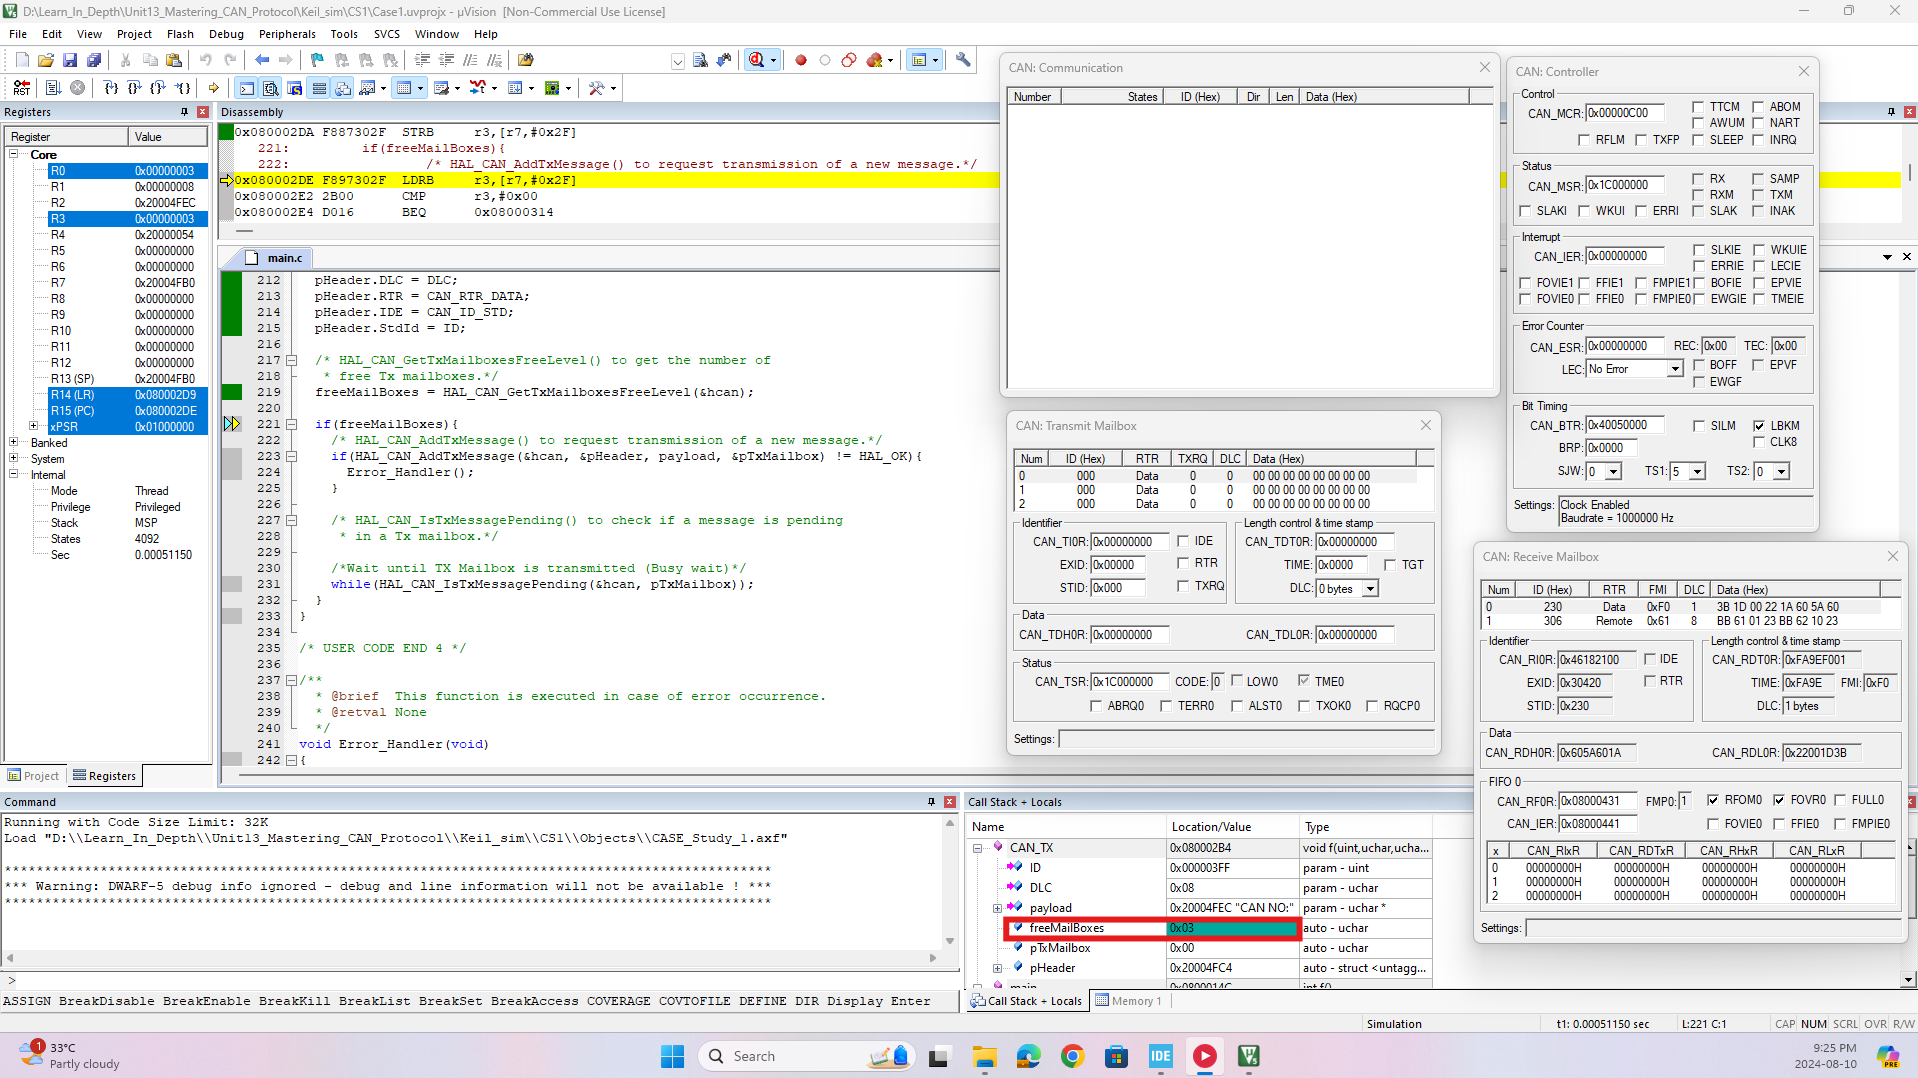 D:\Learn_In_Depth\Unit13_Mastering_CAN_Protocol\Keil_sim\CS1\Case1.uvprojx - µVision [Non-Commercial Use License]
File Edit View Project Flash Debug Peripherals Tools SVCS Window Help
Registers
Register Value
Core
R0 0x00000003
R1 0x00000008
R2 0x20004FEC
R3 0x00000003
R4 0x20000054
R5 0x00000000
R6 0x00000000
R7 0x20004FB0
R8 0x00000000
R9 0x00000000
R10 0x00000000
R11 0x00000000
R12 0x00000000
R13 (SP) 0x20004FB0
R14 (LR) 0x080002D9
R15 (PC) 0x080002DE
xPSR 0x01000000
Banked
System
Internal
Mode Thread
Privilege Privileged
Stack MSP
States 4092
Sec 0.00051150
Project Registers
Disassembly
0x080002DA F887302F STRB r3,[r7,#0x2F]
221: if(freeMailBoxes){
222: /* HAL_CAN_AddTxMessage() to request transmission of a new message.*/
0x080002DE F897302F LDRB r3,[r7,#0x2F]
0x080002E2 2B00 CMP r3,#0x00
0x080002E4 D016 BEQ 0x08000314
main.c
212 pHeader.DLC = DLC;
213 pHeader.RTR = CAN_RTR_DATA;
214 pHeader.IDE = CAN_ID_STD;
215 pHeader.StdId = ID;
216
217 /* HAL_CAN_GetTxMailboxesFreeLevel() to get the number of
218 * free Tx mailboxes.*/
219 freeMailBoxes = HAL_CAN_GetTxMailboxesFreeLevel(&hcan);
220
221 if(freeMailBoxes){
222 /* HAL_CAN_AddTxMessage() to request transmission of a new message.*/
223 if(HAL_CAN_AddTxMessage(&hcan, &pHeader, payload, &pTxMailbox) != HAL_OK){
224 Error_Handler();
225 }
226
227 /* HAL_CAN_IsTxMessagePending() to check if a message is pending
228 * in a Tx mailbox.*/
229
230 /*Wait until TX Mailbox is transmitted (Busy wait)*/
231 while(HAL_CAN_IsTxMessagePending(&hcan, pTxMailbox));
232 }
233 }
234
235 /* USER CODE END 4 */
236
237 /**
238 * @brief This function is executed in case of error occurrence.
239 * @retval None
240 */
241 void Error_Handler(void)
242 {
CAN: Communication
Number States ID (Hex) Dir Len Data (Hex)
CAN: Controller
Control
CAN_MCR: 0x00000C00 TTCM ABOM
AWUM NART
RFLM TXFP SLEEP INRQ
Status
CAN_MSR: 0x1C000000 RX SAMP
RXM TXM
SLAKI WKUI ERRI SLAK INAK
Interrupt
CAN_IER: 0x00000000 SLKIE WKUIE
ERRIE LECIE
FOVIE1 FFIE1 FMPIE1 BOFIE EPVIE
FOVIE0 FFIE0 FMPIE0 EWGIE TMEIE
Error Counter
CAN_ESR: 0x00000000 REC: 0x00 TEC: 0x00
LEC: No Error BOFF EPVF
EWGF
Bit Timing
CAN_BTR: 0x40050000 SILM LBKM
BRP: 0x0000 CLK8
SJW: 0 TS1: 5 TS2: 0
Settings: Clock Enabled
Baudrate = 1000000 Hz
CAN: Transmit Mailbox
Num ID (Hex) RTR TXRQ DLC Data (Hex)
0 000 Data 0 0 00 00 00 00 00 00 00 00
1 000 Data 0 0 00 00 00 00 00 00 00 00
2 000 Data 0 0 00 00 00 00 00 00 00 00
Identifier Length control & time stamp
CAN_TI0R: 0x00000000 IDE CAN_TDT0R: 0x00000000
EXID: 0x00000 RTR TIME: 0x0000 TGT
STID: 0x000 TXRQ DLC: 0 bytes
Data
CAN_TDH0R: 0x00000000 CAN_TDL0R: 0x00000000
Status
CAN_TSR: 0x1C000000 CODE: 0 LOW0 TME0
ABRQ0 TERR0 ALST0 TXOK0 RQCP0
Settings:
CAN: Receive Mailbox
Num ID (Hex) RTR FMI DLC Data (Hex)
0 230 Data 0xF0 1 3B 1D 00 22 1A 60 5A 60
1 306 Remote 0x61 8 BB 61 01 23 BB 62 10 23
Identifier Length control & time stamp
CAN_RI0R: 0x46182100 IDE CAN_RDT0R: 0xFA9EF001
EXID: 0x30420 RTR TIME: 0xFA9E FMI: 0xF0
STID: 0x230 DLC: 1 bytes
Data
CAN_RDH0R: 0x605A601A CAN_RDL0R: 0x22001D3B
FIFO 0
CAN_RF0R: 0x08000431 FMP0: 1 RFOM0 FOVR0 FULL0
CAN_IER: 0x08000441 FOVIE0 FFIE0 FMPIE0
x CAN_RIxR CAN_RDTxR CAN_RHxR CAN_RLxR
0 00000000H 00000000H 00000000H 00000000H
1 00000000H 00000000H 00000000H 00000000H
2 00000000H 00000000H 00000000H 00000000H
Settings:
Command
Running with Code Size Limit: 32K
Load "D:\\Learn_In_Depth\\Unit13_Mastering_CAN_Protocol\\Keil_sim\\CS1\\Objects\\CASE_Study_1.axf"
*** Warning: DWARF-5 debug info ignored - debug and line information will not be available ! ***
>
ASSIGN BreakDisable BreakEnable BreakKill BreakList BreakSet BreakAccess COVERAGE COVTOFILE DEFINE DIR Display Enter
Call Stack + Locals
Name Location/Value Type
CAN_TX 0x080002B4 void f(uint,uchar,ucha...
ID 0x000003FF param - uint
DLC 0x08 param - uchar
payload 0x20004FEC "CAN NO:" param - uchar *
freeMailBoxes 0x03 auto - uchar
pTxMailbox 0x00 auto - uchar
pHeader 0x20004FC4 auto - struct <untagg...
main 0x0800014C int f()
Call Stack + Locals Memory 1
Simulation t1: 0.00051150 sec L:221 C:1 CAP NUM SCRL OVR R/W
1 33°C
Partly cloudy
Search
IDE
PRE
9:25 PM
2024-08-10